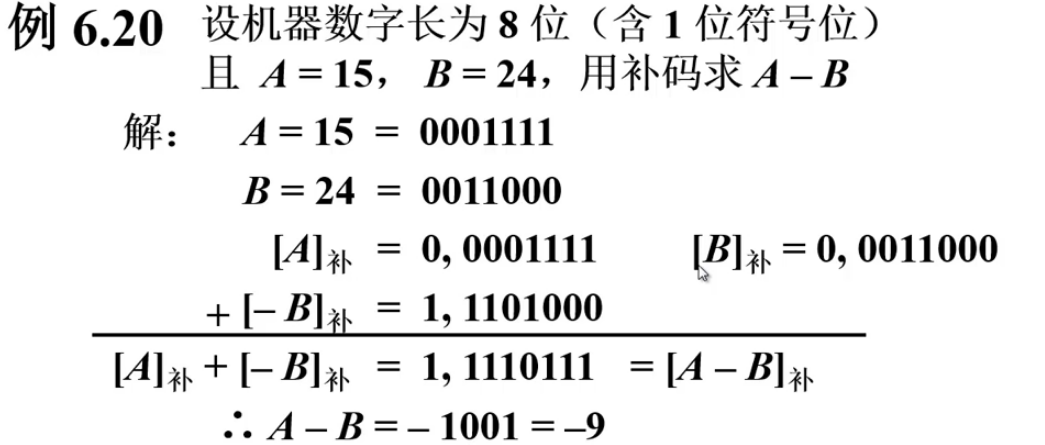 例 6.20 设机器数字长为 8 位（含 1 位符号位）
且 A = 15， B = 24，用补码求 A – B
解： A = 15 = 0001111
B = 24 = 0011000
[A]补 = 0, 0001111 [B]补 = 0, 0011000
+ [– B]补 = 1, 1101000
[A]补 + [– B]补 = 1, 1110111 = [A – B]补
∴ A – B = – 1001 = –9